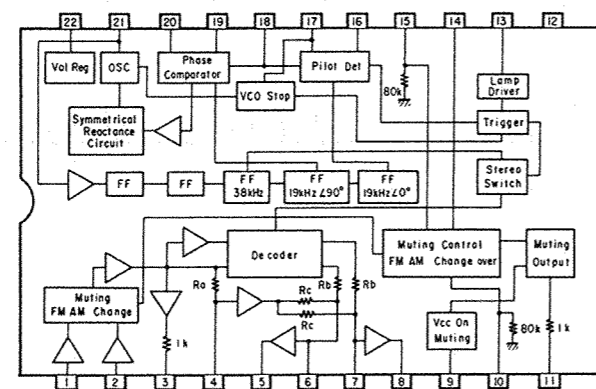 22 21 20 19 18 17 16 15 14 13 12
Vol Reg
OSC
Phase
Comparator
Pilot Det
80k
Lamp
Driver
VCO Stop
Symmetrical
Reactance
Circuit
Trigger
Stereo
Switch
FF
FF
FF
38kHz
FF
19kHz∠90°
FF
19kHz∠0°
Decoder
Muting Control
FM AM Change over
Muting
Output
Muting
FM AM Change
Ra
Rb
Rb
Rc
Rc
1k
Vcc On
Muting
80k
1k
1 2 3 4 5 6 7 8 9 10 11